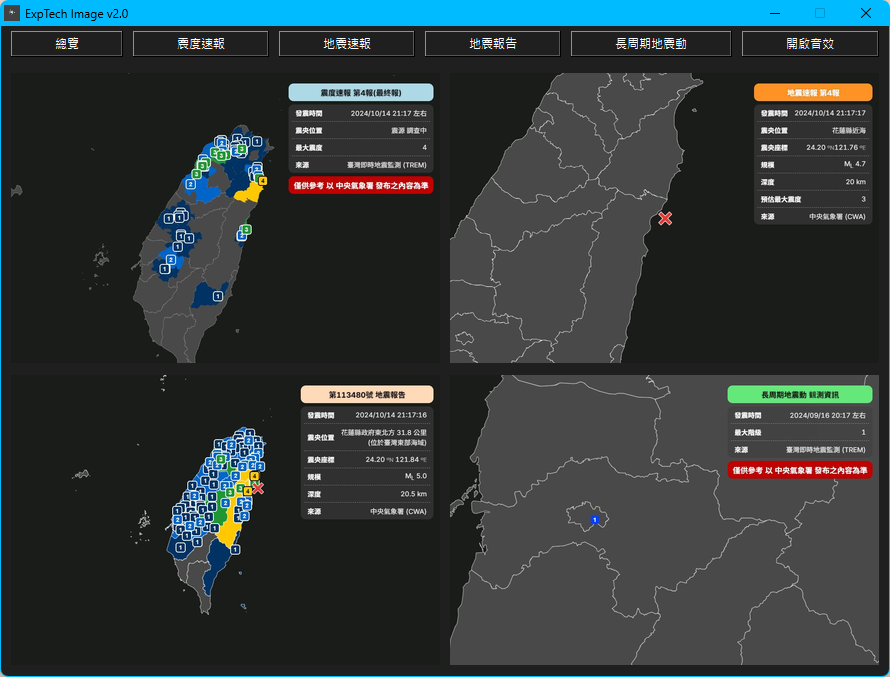 ExpTech Image v2.0
總覽
震度速報
地震速報
地震報告
長周期地震動
開啟音效
震度速報 第4報(最終報)
發震時間 2024/10/14 21:17 左右
震央位置 震源 調查中
最大震度 4
來源 臺灣即時地震監測 (TREM)
僅供參考 以 中央氣象署 發布之內容為準
地震速報 第4報
發震時間 2024/10/14 21:17:17
震央位置 花蓮縣近海
震央座標 24.20 °N 121.76 °E
規模 ML 4.7
深度 20 km
預估最大震度 3
來源 中央氣象署 (CWA)
第113480號 地震報告
發震時間 2024/10/14 21:17:16
震央位置 花蓮縣政府東北方 31.8 公里
(位於臺灣東部海域)
震央座標 24.20 °N 121.84 °E
規模 ML 5.0
深度 20.5 km
來源 中央氣象署 (CWA)
長周期地震動 観測資訊
發震時間 2024/09/16 20:17 左右
最大階級 1
來源 臺灣即時地震監測 (TREM)
僅供參考 以 中央氣象署 發布之內容為準
1